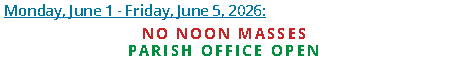 Monday, June 1 - Friday, June 5, 2026:
NO NOON MASSES
PARISH OFFICE OPEN